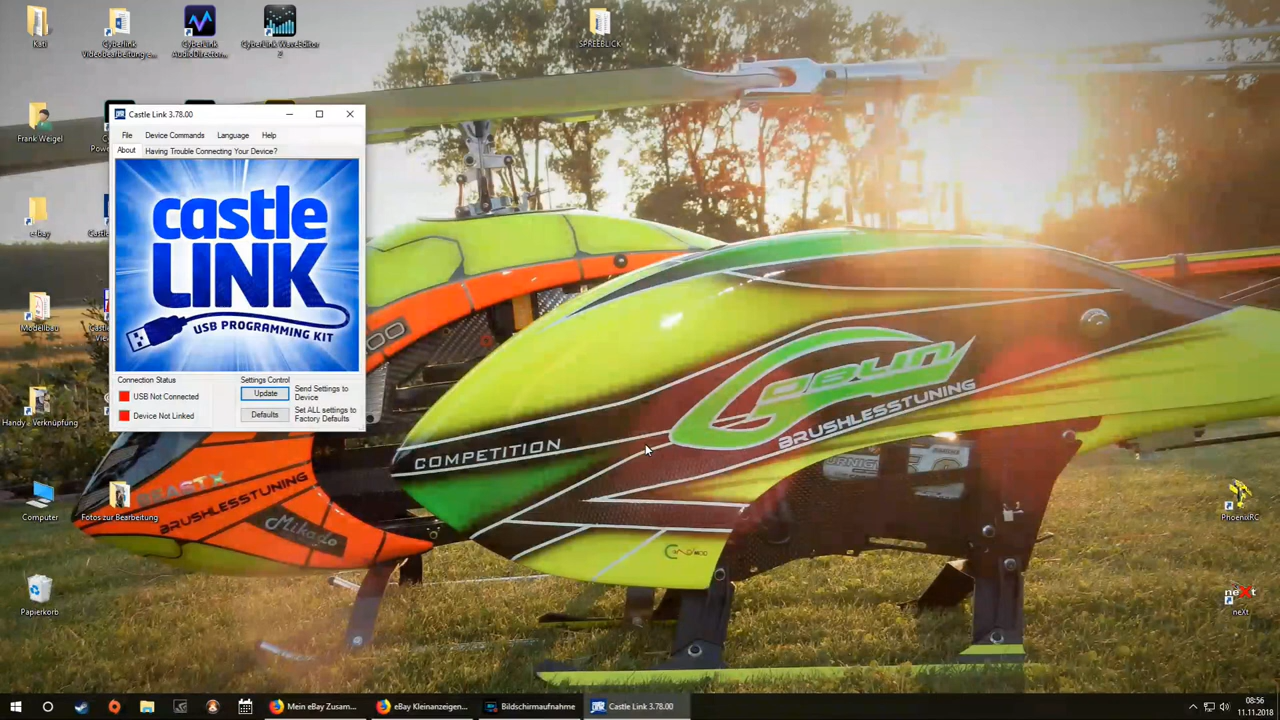 Kati
Cyberlink
Videobearbeitung e...
CyberLink
AudioDirector...
CyberLink WaveEditor
2
SPREEBLICK
Frank Weigel
e-bay
Modellbau
Handy - Verknüpfung
Computer
Fotos zur Bearbeitung
Papierkorb
PhoenixRC
neXt
neXt
Castle Link 3.78.00
File
Device Commands
Language
Help
About
Having Trouble Connecting Your Device?
castle
LINK
USB PROGRAMMING KIT
Connection Status
USB Not Connected
Device Not Linked
Settings Control
Update
Send Settings to
Device
Defaults
Set ALL settings to
Factory Defaults
COMPETITION
GOBLIN
BRUSHLESSTUNING
BEASTX
BRUSHLESSTUNING
Mikado
Mein eBay Zusam...
eBay Kleinanzeigen...
Bildschirmaufnahme
Castle Link 3.78.00
08:56
11.11.2018